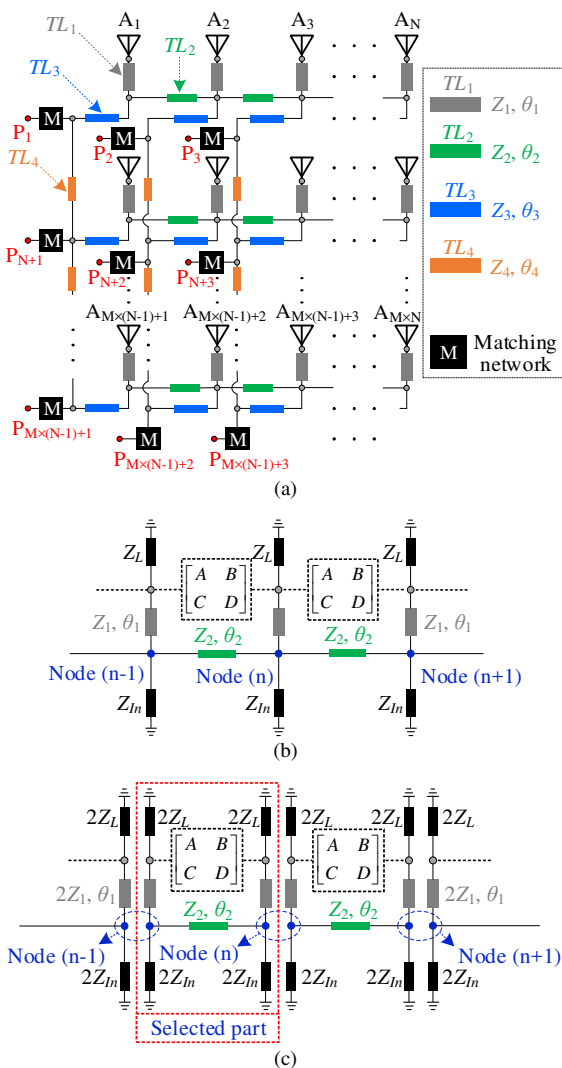 A1 A2 A3 AN
TL1
TL2
TL3
P1 M
P2 M P3 M
TL4
PN+1 M
PN+2 M PN+3 M
AM×(N-1)+1 AM×(N-1)+2 AM×(N-1)+3 AM×N
PM×(N-1)+1 M
M M
PM×(N-1)+2 PM×(N-1)+3
TL1
Z1, θ1
TL2
Z2, θ2
TL3
Z3, θ3
TL4
Z4, θ4
M Matching network
(a)
ZL ZL ZL
A B A B
C D C D
Z1, θ1 Z1, θ1
Z2, θ2 Z2, θ2
Node (n-1) Node (n) Node (n+1)
ZIn ZIn ZIn
(b)
2ZL 2ZL 2ZL 2ZL 2ZL 2ZL
A B A B
C D C D
2Z1, θ1 2Z1, θ1
Z2, θ2 Z2, θ2
Node (n-1) Node (n) Node (n+1)
2ZIn 2ZIn 2ZIn 2ZIn 2ZIn 2ZIn
Selected part
(c)